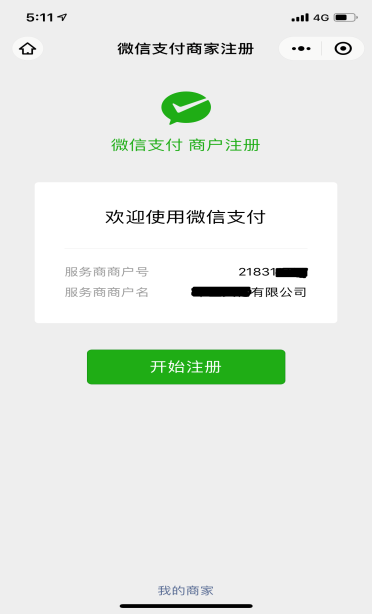 5:11
4G
微信支付商家注册
微信支付 商户注册
欢迎使用微信支付
服务商商户号 21831
服务商商户名 有限公司
开始注册
我的商家